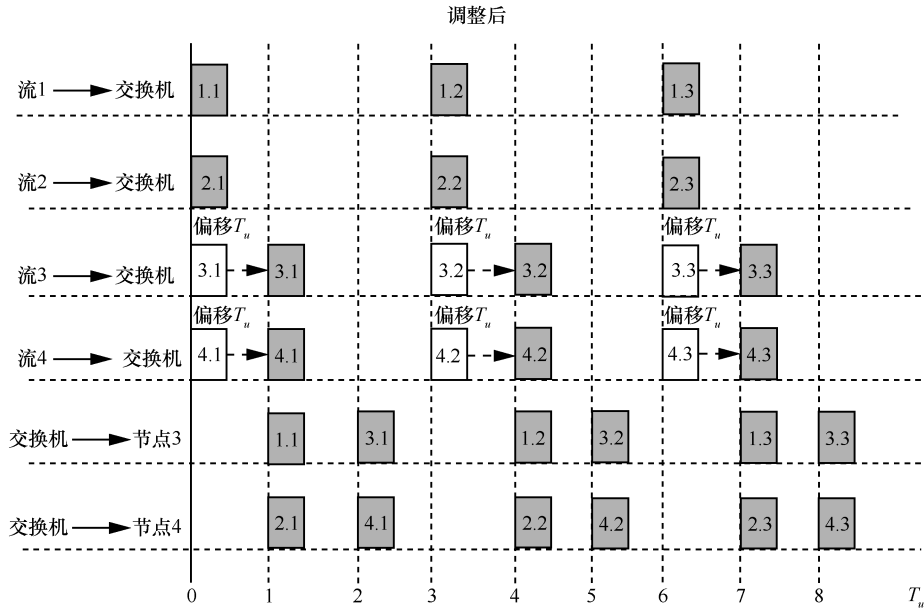 调整后
流1 交换机 1.1 1.2 1.3
流2 交换机 2.1 2.2 2.3
偏移Tu 偏移Tu 偏移Tu
流3 交换机 3.1 3.1 3.2 3.2 3.3 3.3
偏移Tu 偏移Tu 偏移Tu
流4 交换机 4.1 4.1 4.2 4.2 4.3 4.3
交换机 节点3 1.1 3.1 1.2 3.2 1.3 3.3
交换机 节点4 2.1 4.1 2.2 4.2 2.3 4.3
0 1 2 3 4 5 6 7 8 Tu